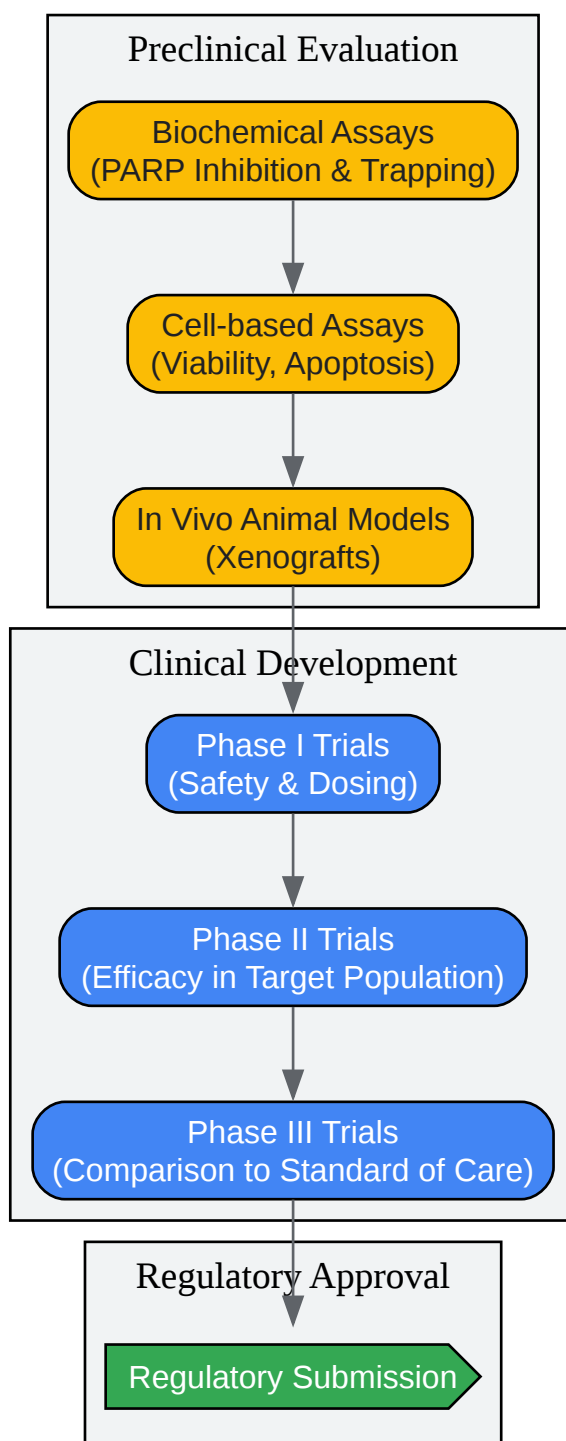 Preclinical Evaluation
Biochemical Assays
(PARP Inhibition & Trapping)
Cell-based Assays
(Viability, Apoptosis)
In Vivo Animal Models
(Xenografts)
Clinical Development
Phase I Trials
(Safety & Dosing)
Phase II Trials
(Efficacy in Target Population)
Phase III Trials
(Comparison to Standard of Care)
Regulatory Approval
Regulatory Submission